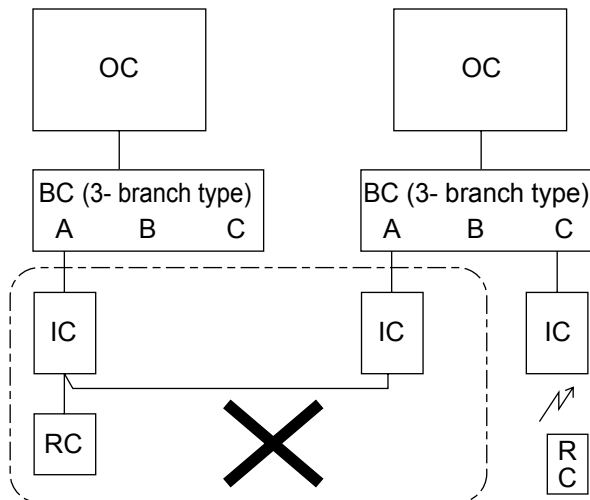 OC
OC
BC (3- branch type)
A B C
BC (3- branch type)
A B C
IC
IC
IC
RC
R
C